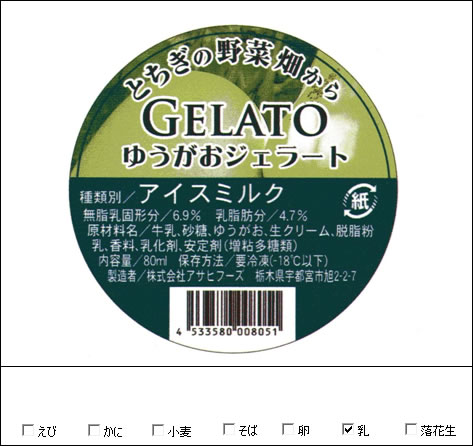 とちぎの野菜畑から
GELATO
ゆうがおジェラート
種類別／アイスミルク
紙
無脂乳固形分／6.9% 乳脂肪分／4.7%
原材料名／牛乳、砂糖、ゆうがお、生クリーム、脱脂粉
乳、香料、乳化剤、安定剤(増粘多糖類)
内容量／80ml 保存方法／要冷凍(-18℃以下)
製造者／株式会社アサヒフーズ 栃木県宇都宮市旭2-2-7
4 533580 008051
えび かに 小麦 そば 卵 乳 落花生